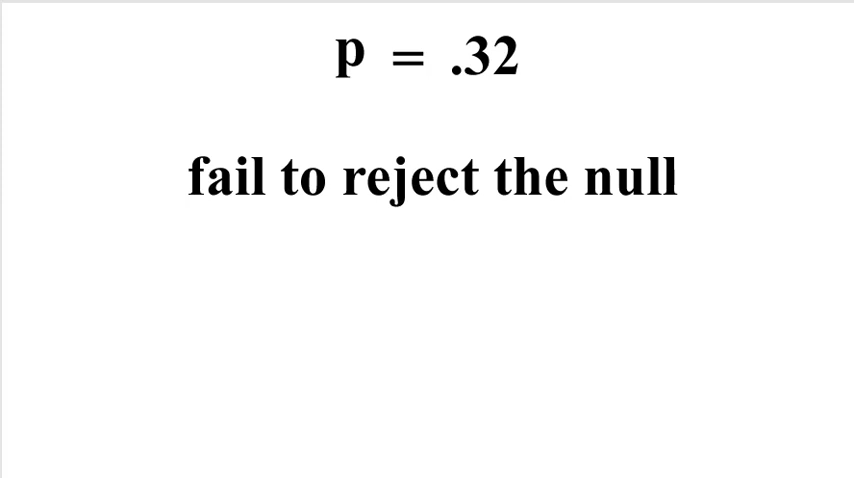 p = .32
fail to reject the null